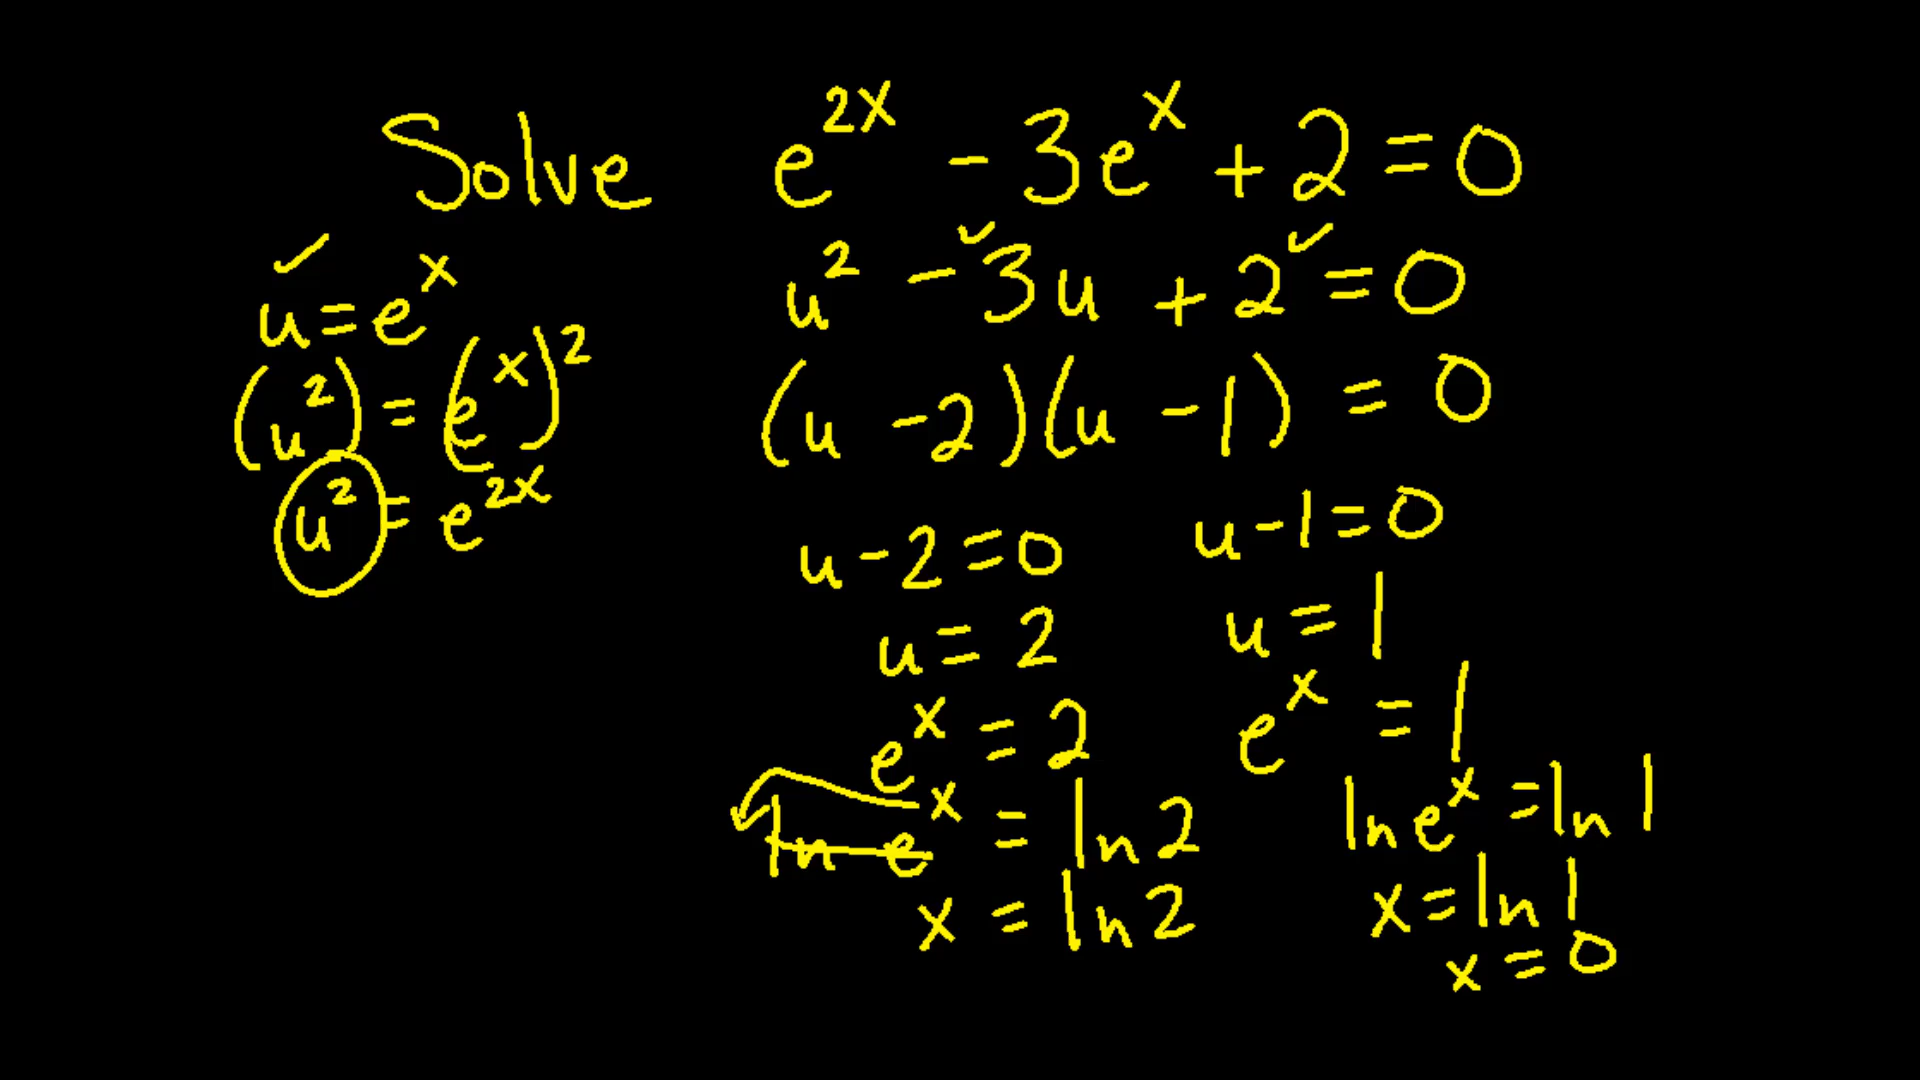 Solve e^{2x} - 3e^x + 2 = 0
✓ ✓ ✓
u = e^x
u^2 - 3u + 2 = 0
(u^2) = (e^x)^2
(u - 2)(u - 1) = 0
u^2 = e^{2x}
u - 2 = 0
u - 1 = 0
u = 2
u = 1
e^x = 2
e^x = 1
ln e^x = ln 2
ln e^x = ln 1
x = ln 2
x = ln 1
x = 0